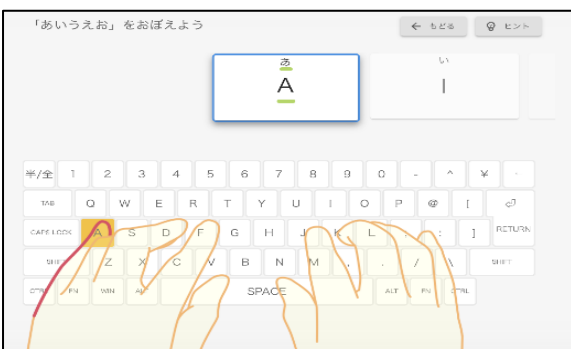 「あいうえお」をおぼえよう
← もどる
ヒント
あ
A
い
I
半/全 1 2 3 4 5 6 7 8 9 0 - ^ ¥ ·
TAB Q W E R T Y U I O P @ [
CAPS LOCK A S D F G H J K L : ] RETURN
SHIFT Z X C V B N M , . / \ SHIFT
CTRL FN WIN ALT SPACE ALT FN CTRL